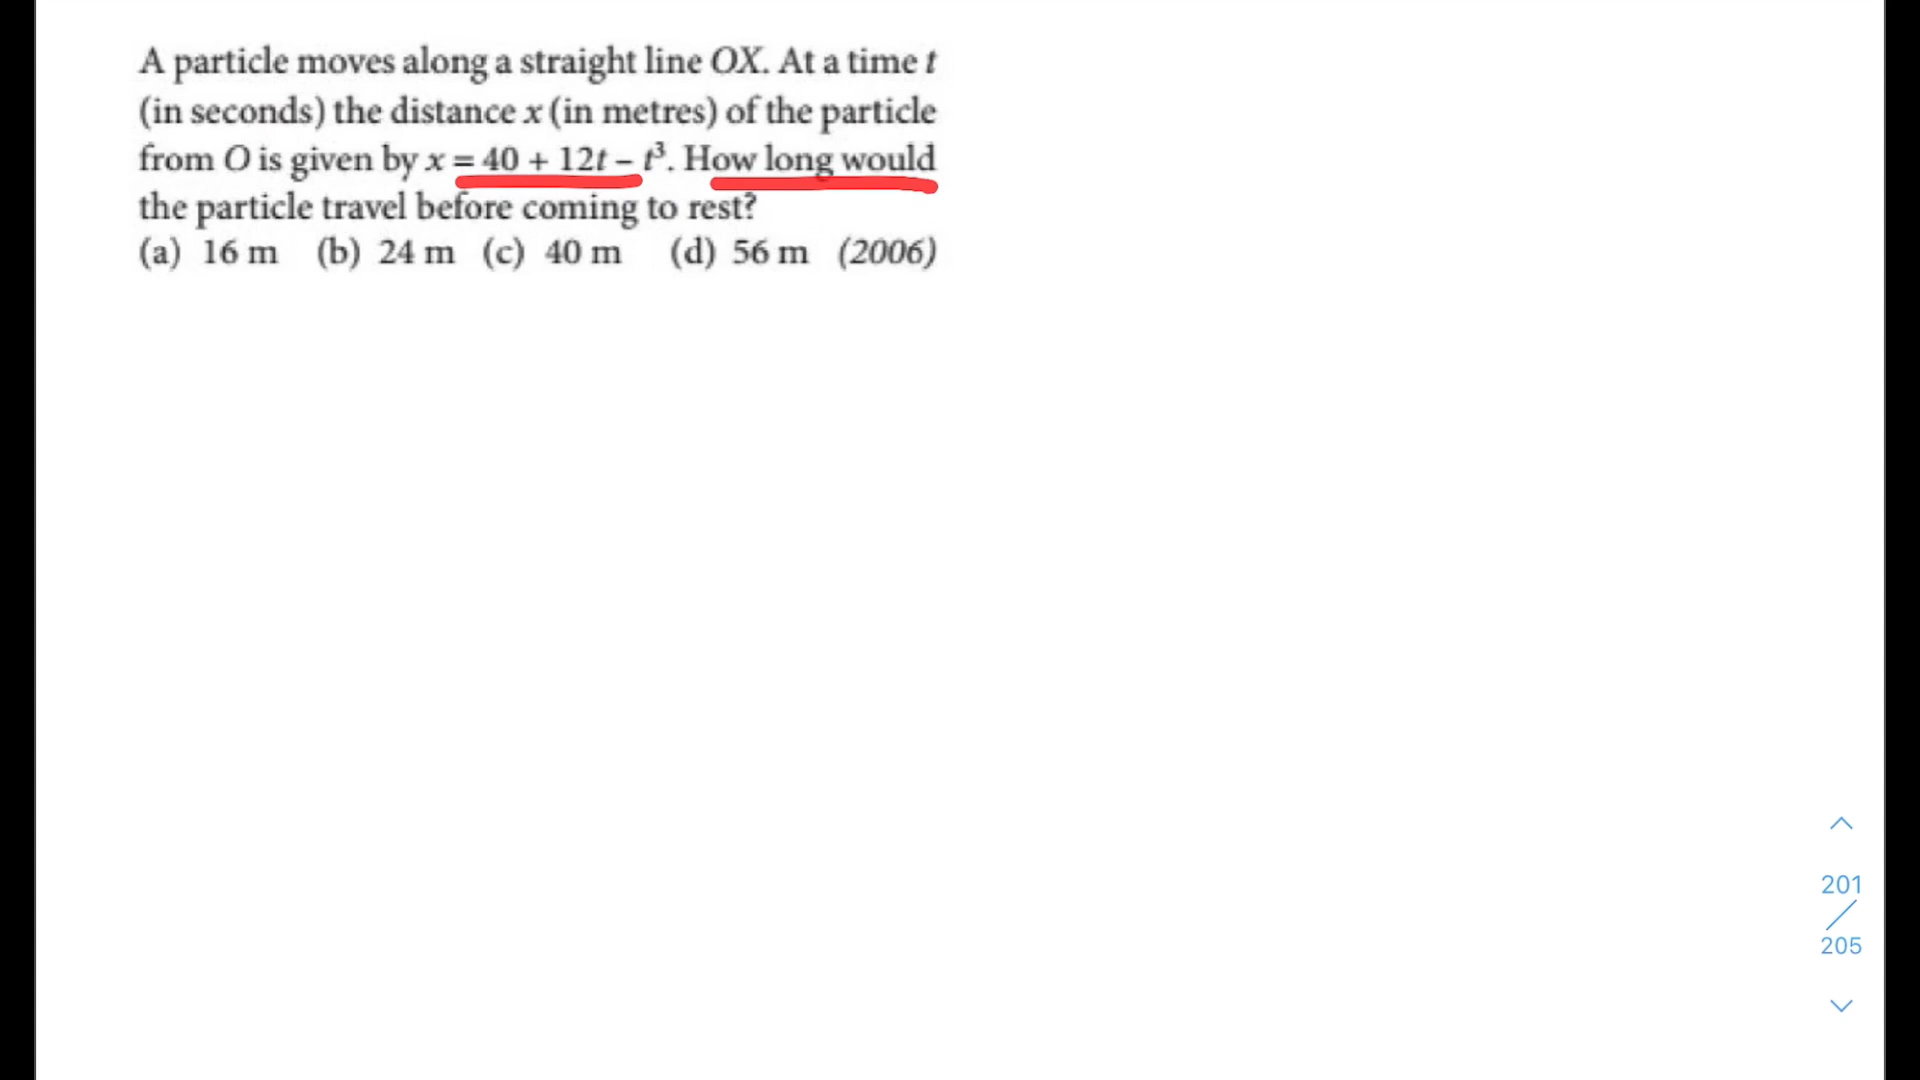 A particle moves along a straight line OX. At a time t
(in seconds) the distance x (in metres) of the particle
from O is given by x = 40 + 12t – t³. How long would
the particle travel before coming to rest?
(a) 16 m (b) 24 m (c) 40 m (d) 56 m (2006)
201
205